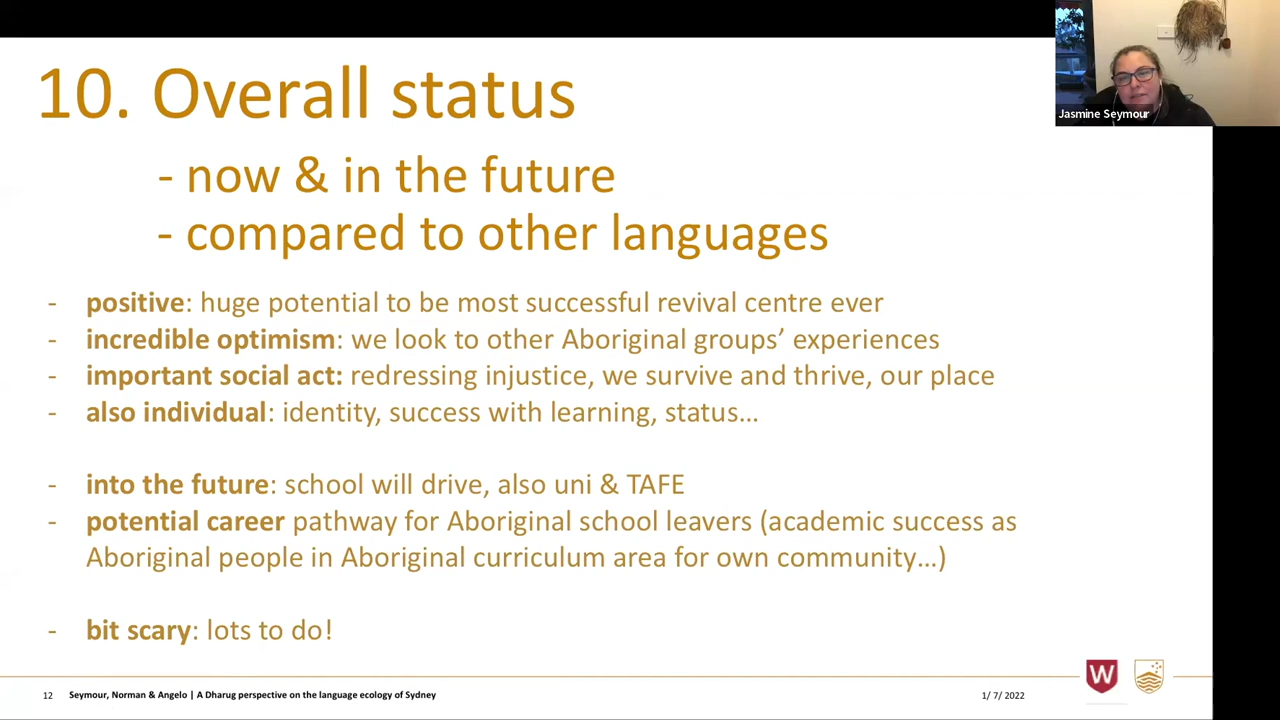 10. Overall status
- now & in the future
- compared to other languages
Jasmine Seymour
- positive: huge potential to be most successful revival centre ever
- incredible optimism: we look to other Aboriginal groups’ experiences
- important social act: redressing injustice, we survive and thrive, our place
- also individual: identity, success with learning, status…
- into the future: school will drive, also uni & TAFE
- potential career pathway for Aboriginal school leavers (academic success as
Aboriginal people in Aboriginal curriculum area for own community…)
- bit scary: lots to do!
12 Seymour, Norman & Angelo | A Dharug perspective on the language ecology of Sydney
1/ 7/ 2022
W